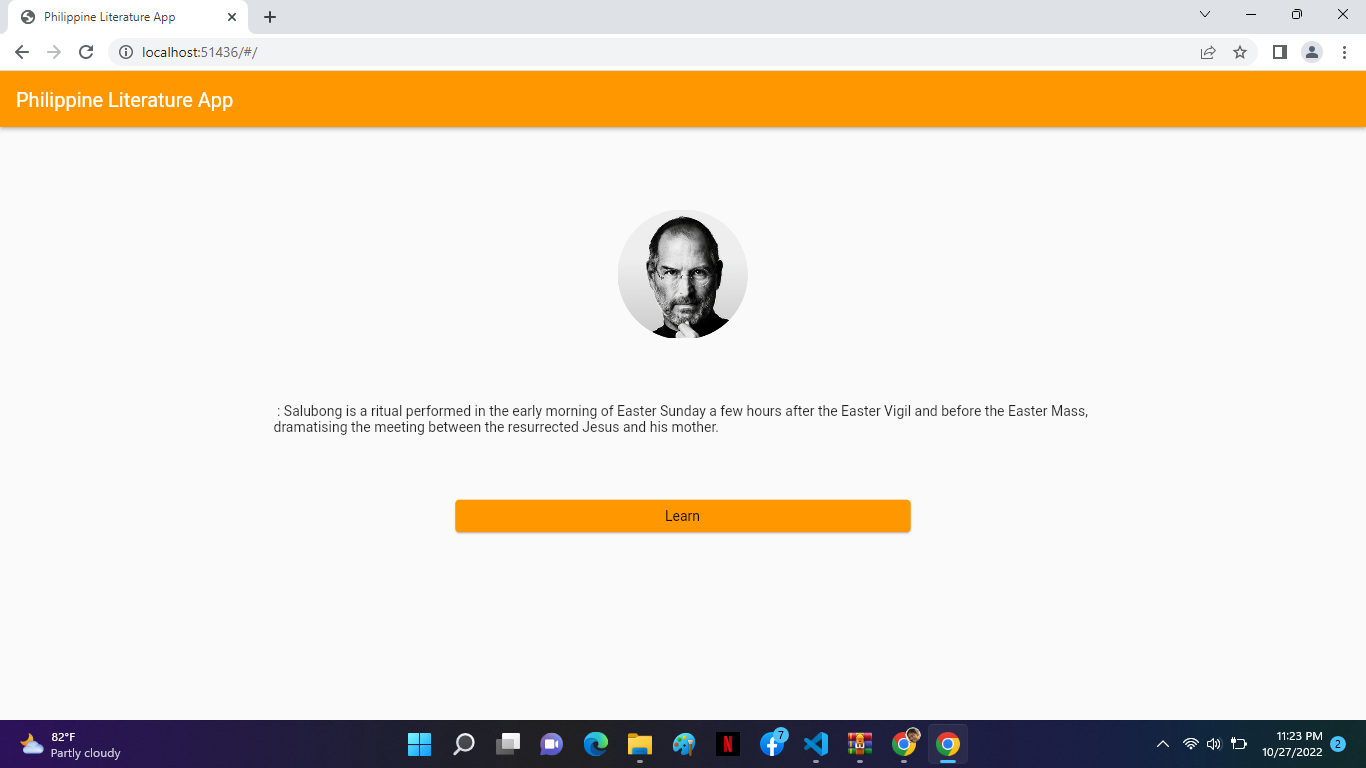 Philippine Literature App
localhost:51436/#/
Philippine Literature App
: Salubong is a ritual performed in the early morning of Easter Sunday a few hours after the Easter Vigil and before the Easter Mass,
dramatising the meeting between the resurrected Jesus and his mother.
Learn
82°F
Partly cloudy
N
7
11:23 PM
10/27/2022
2